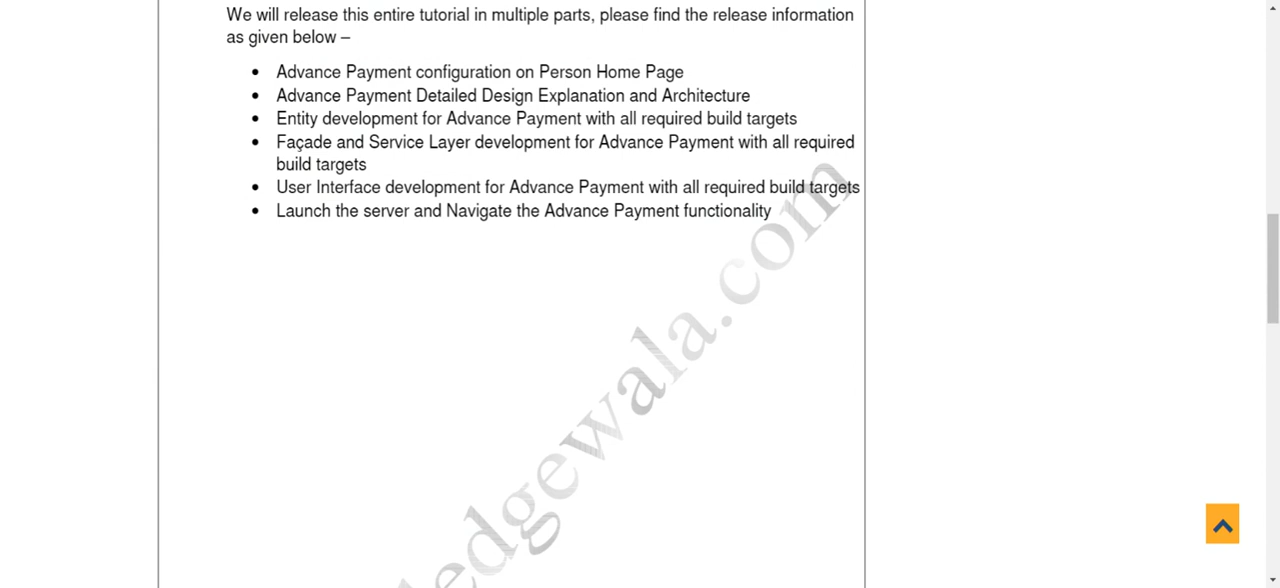 We will release this entire tutorial in multiple parts, please find the release information
as given below –
• Advance Payment configuration on Person Home Page
• Advance Payment Detailed Design Explanation and Architecture
• Entity development for Advance Payment with all required build targets
• Façade and Service Layer development for Advance Payment with all required
build targets
• User Interface development for Advance Payment with all required build targets
• Launch the server and Navigate the Advance Payment functionality
ledgewala.com